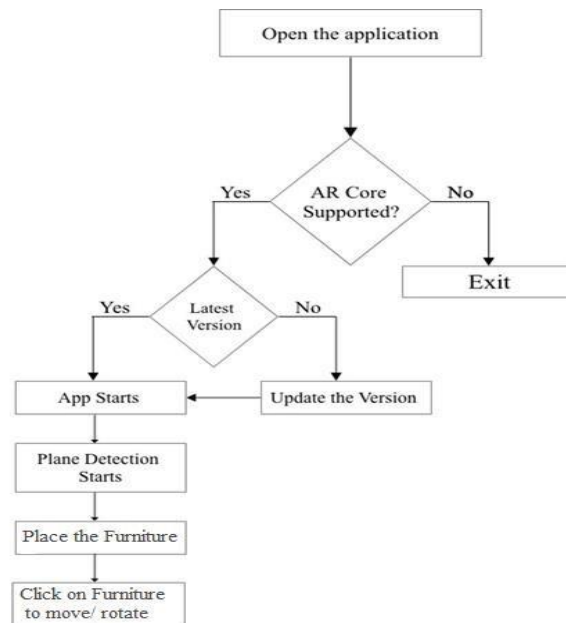 Open the application
Yes
AR Core
Supported?
No
Exit
Yes
Latest
Version
No
App Starts
Update the Version
Plane Detection
Starts
Place the Furniture
Click on Furniture
to move/ rotate